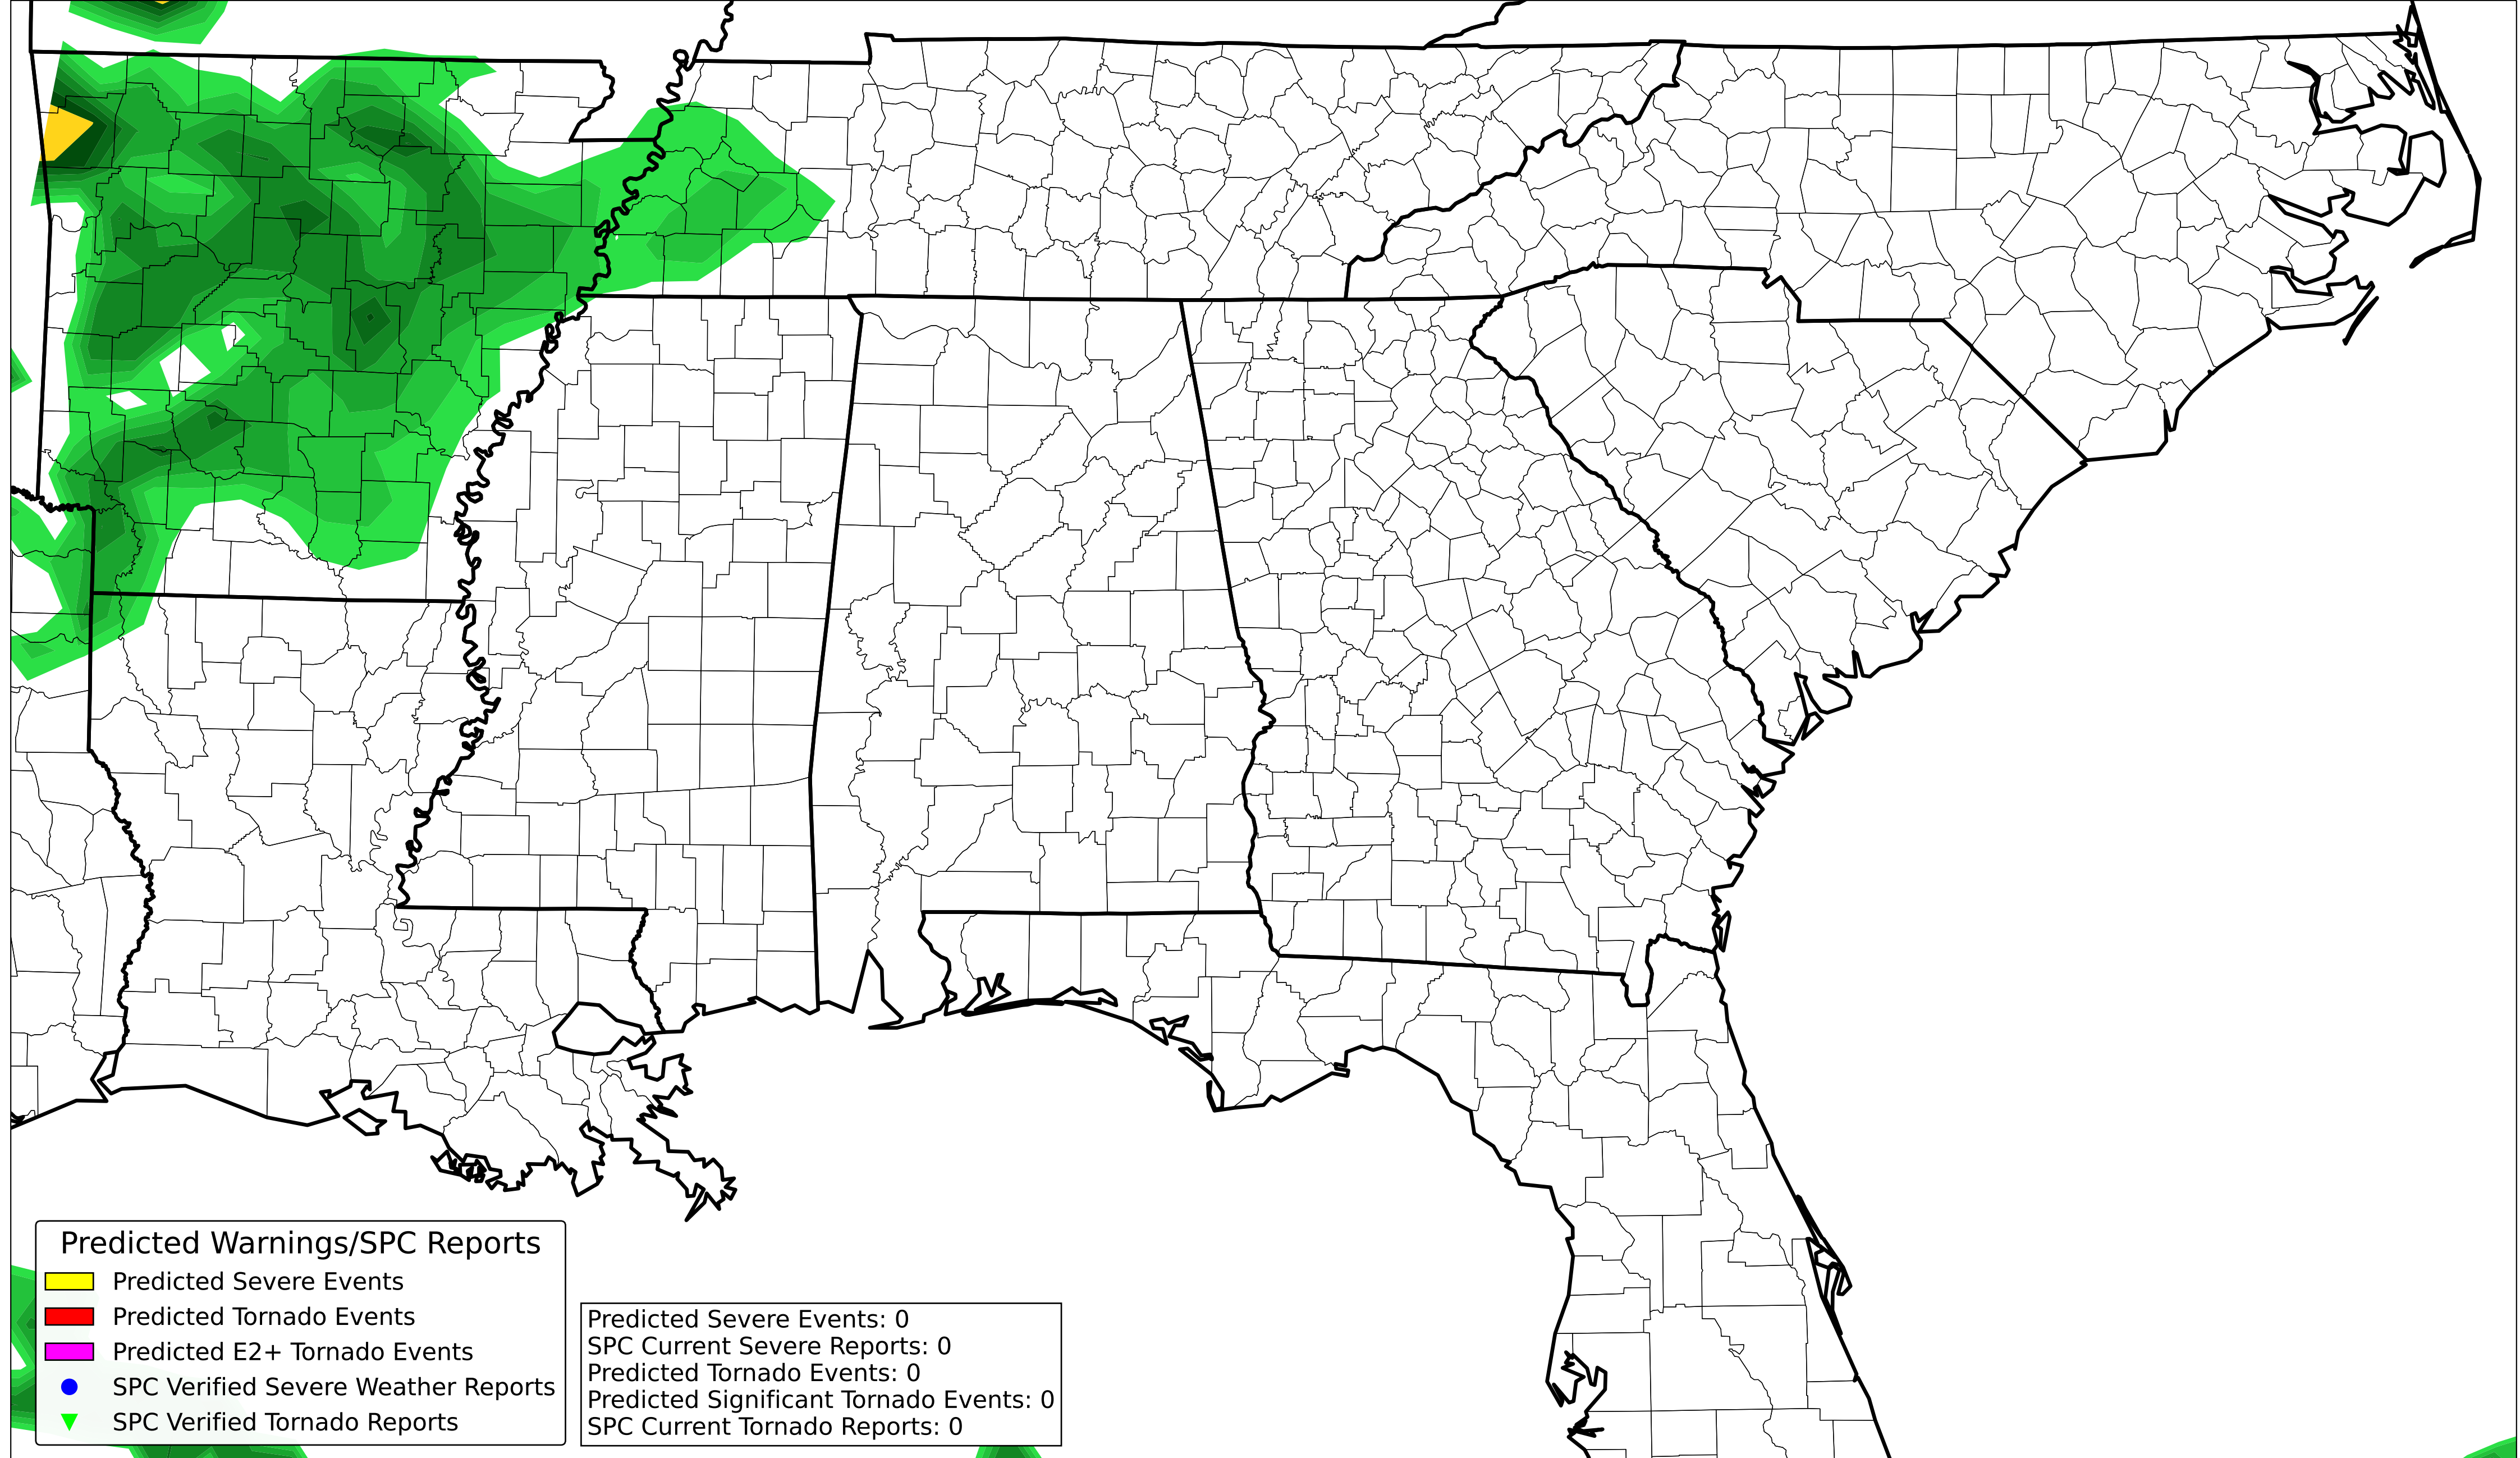 Predicted Warnings/SPC Reports
Predicted Severe Events
Predicted Tornado Events
Predicted E2+ Tornado Events
SPC Verified Severe Weather Reports
SPC Verified Tornado Reports
Predicted Severe Events: 0
SPC Current Severe Reports: 0
Predicted Tornado Events: 0
Predicted Significant Tornado Events: 0
SPC Current Tornado Reports: 0